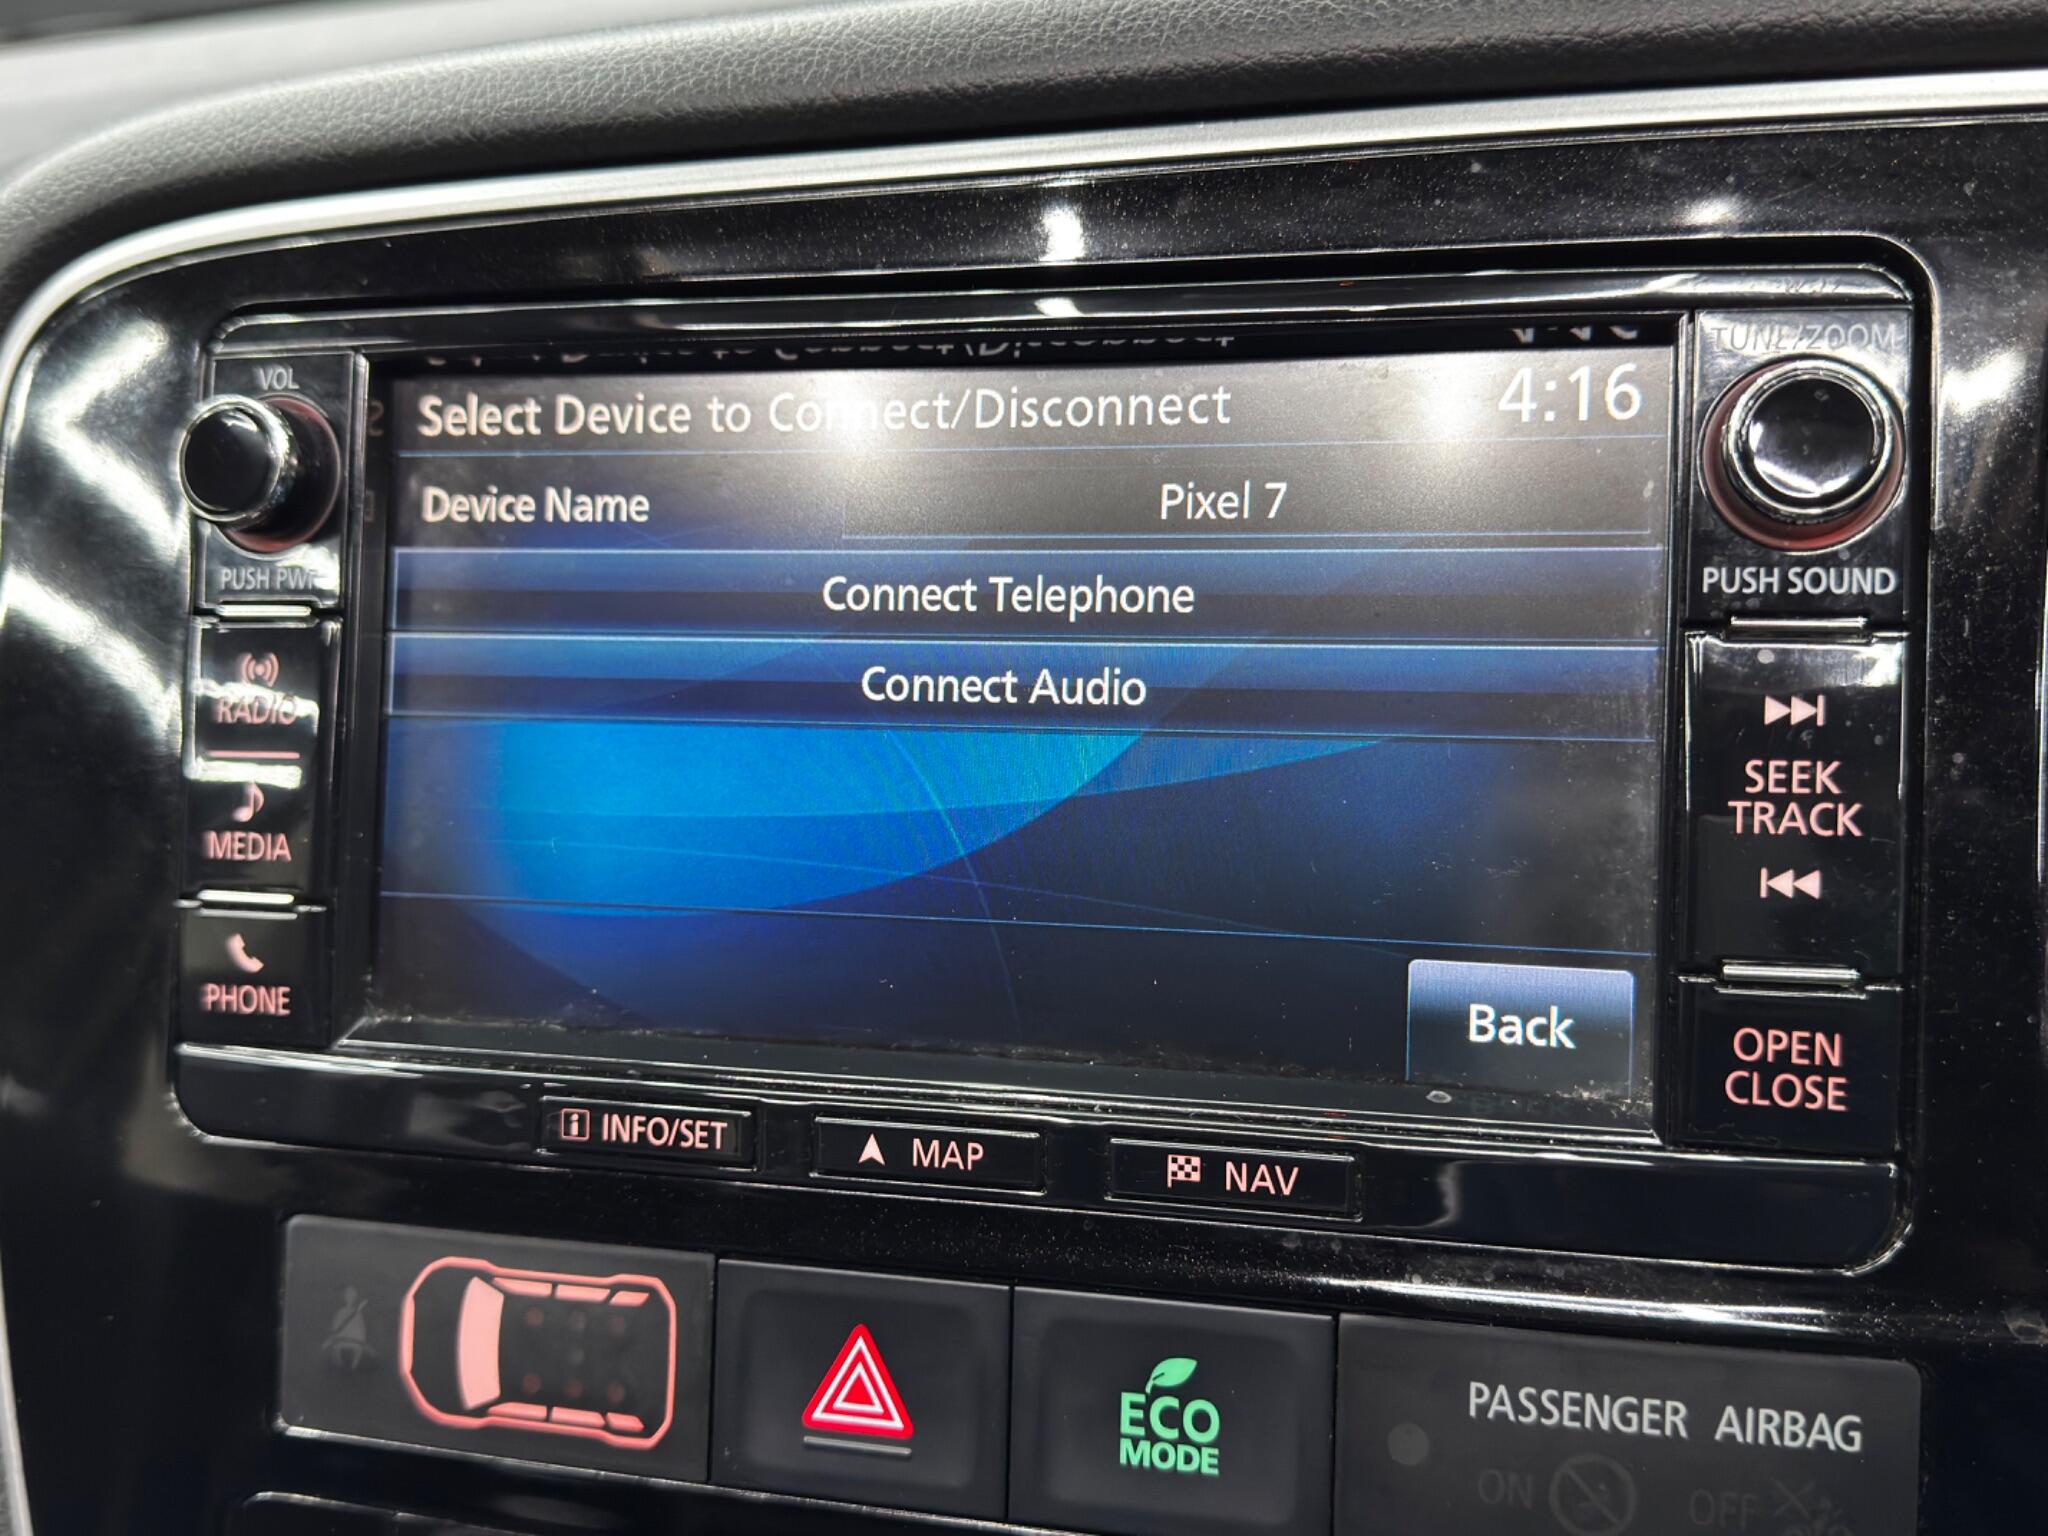 Select Device to Connect/Disconnect
4:16
Device Name
Pixel 7
Connect Telephone
Connect Audio
Back
VOL
PUSH PWR
RADIO
MEDIA
PHONE
TUNE/ZOOM
PUSH SOUND
SEEK
TRACK
OPEN
CLOSE
INFO/SET
MAP
NAV
ECO
MODE
PASSENGER AIRBAG
ON
OFF